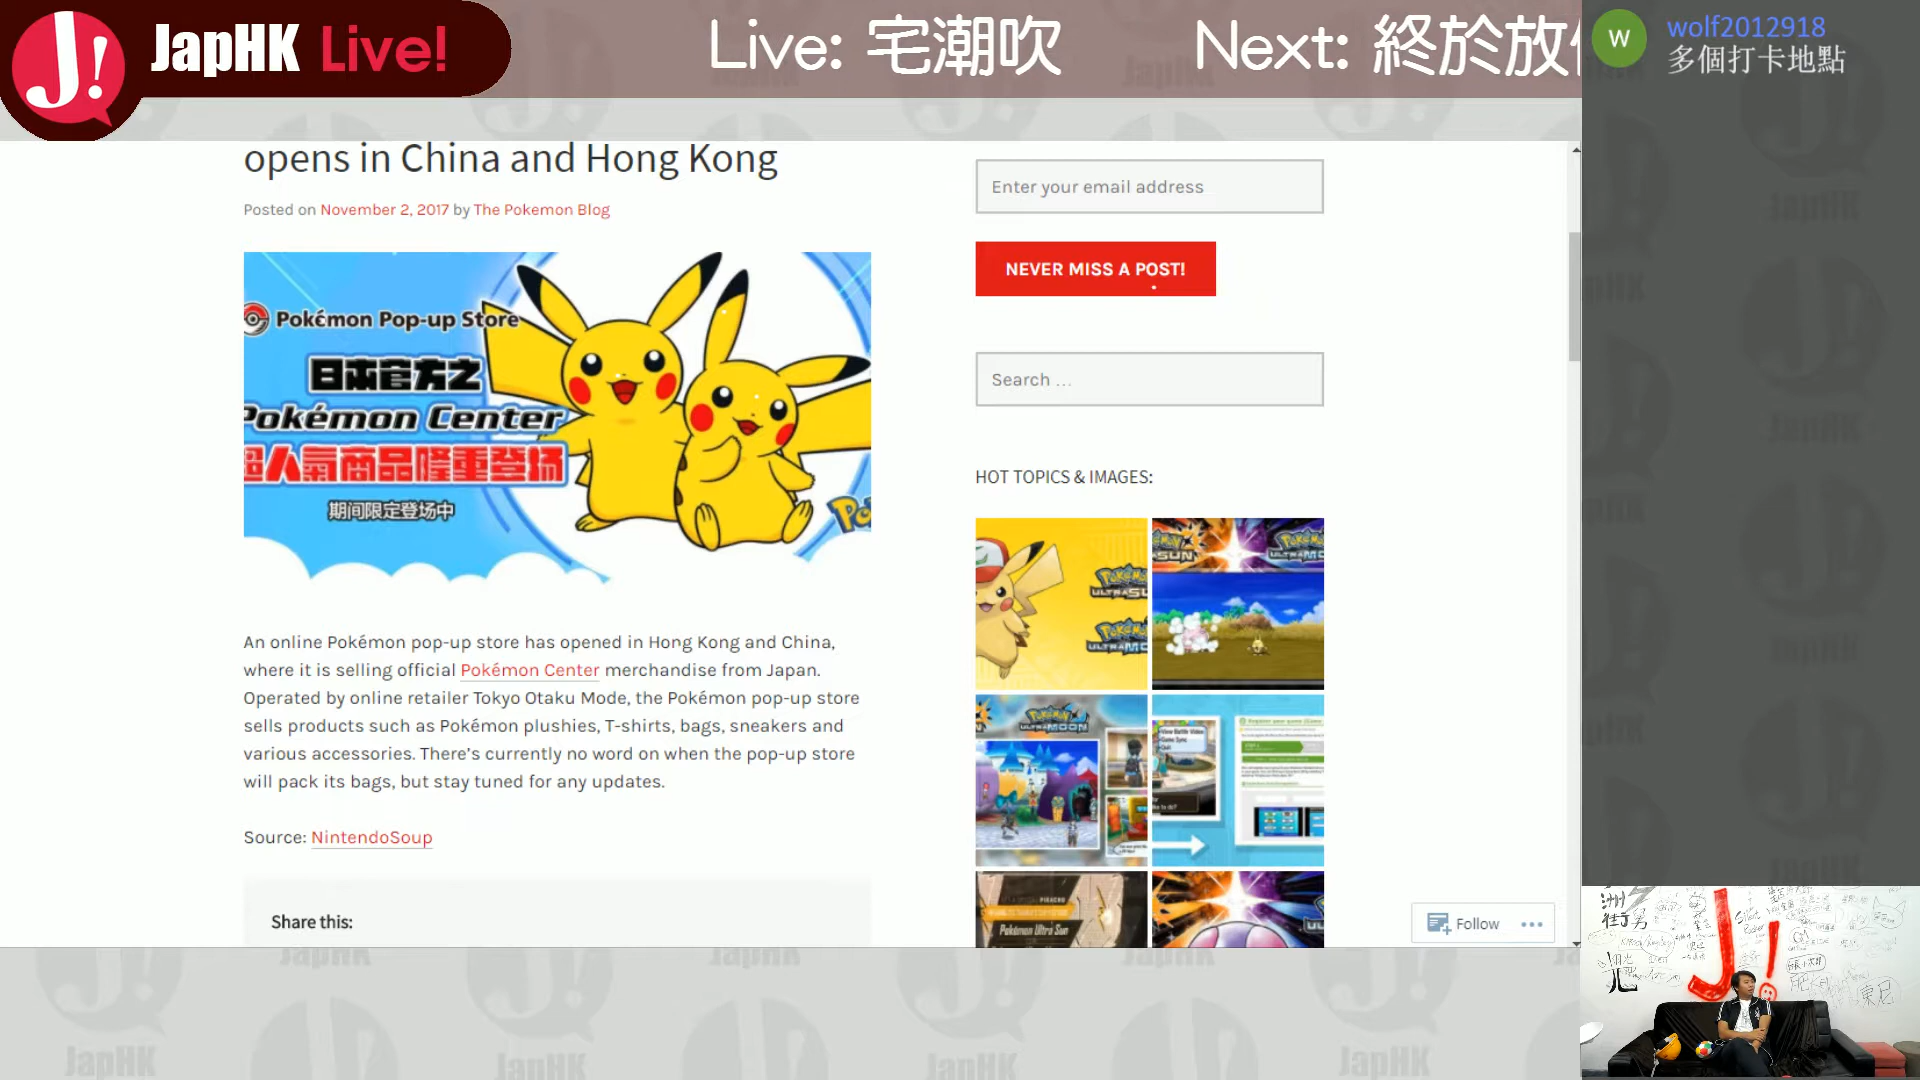 JapHK Live!
Live: 宅潮吹
Next: 終於放
wolf2012918
多個打卡地點
opens in China and Hong Kong
Posted on November 2, 2017 by The Pokemon Blog
Pokémon Pop-up Store
日本官方之
Pokémon Center
超人氣商品隆重登场
期间限定登场中
An online Pokémon pop-up store has opened in Hong Kong and China,
where it is selling official Pokémon Center merchandise from Japan.
Operated by online retailer Tokyo Otaku Mode, the Pokémon pop-up store
sells products such as Pokémon plushies, T-shirts, bags, sneakers and
various accessories. There's currently no word on when the pop-up store
will pack its bags, but stay tuned for any updates.
Source: NintendoSoup
Share this:
Enter your email address
NEVER MISS A POST!
Search …
HOT TOPICS & IMAGES:
Pokémon Ultra Sun
Follow